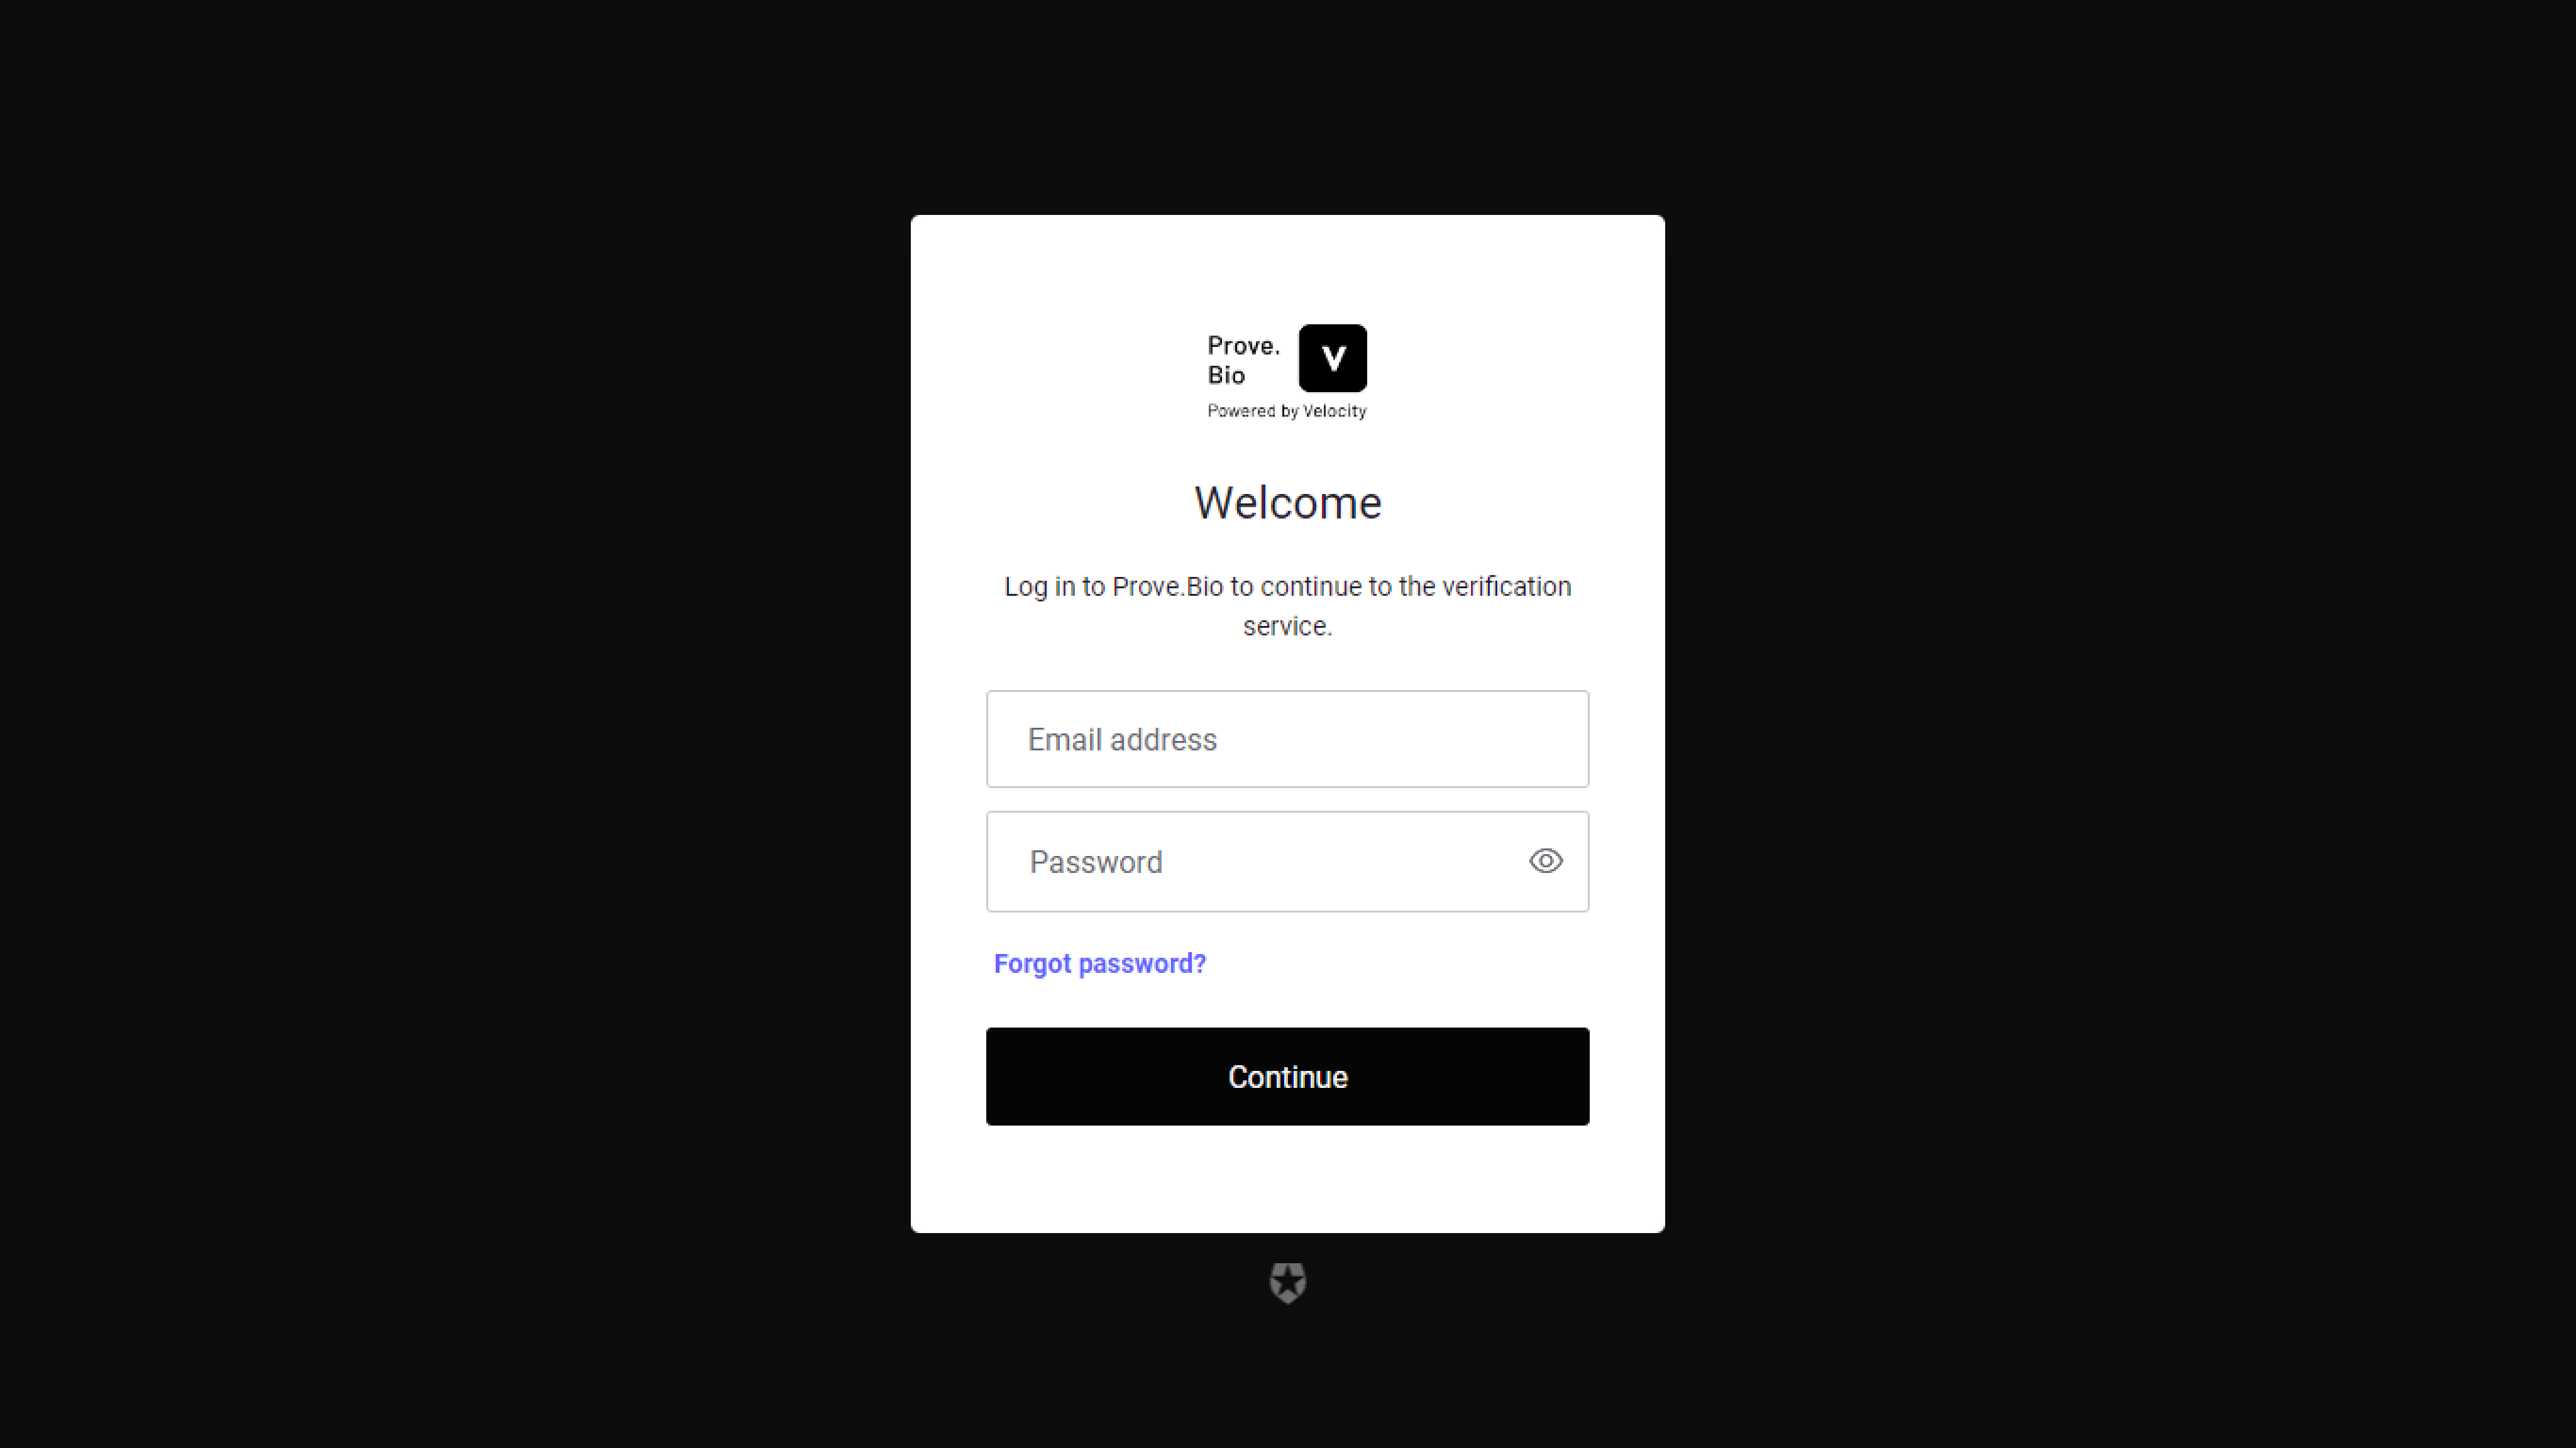 Prove.
Bio
V
Powered by Velocity
Welcome
Log in to Prove.Bio to continue to the verification
service.
Email address
Password
Forgot password?
Continue